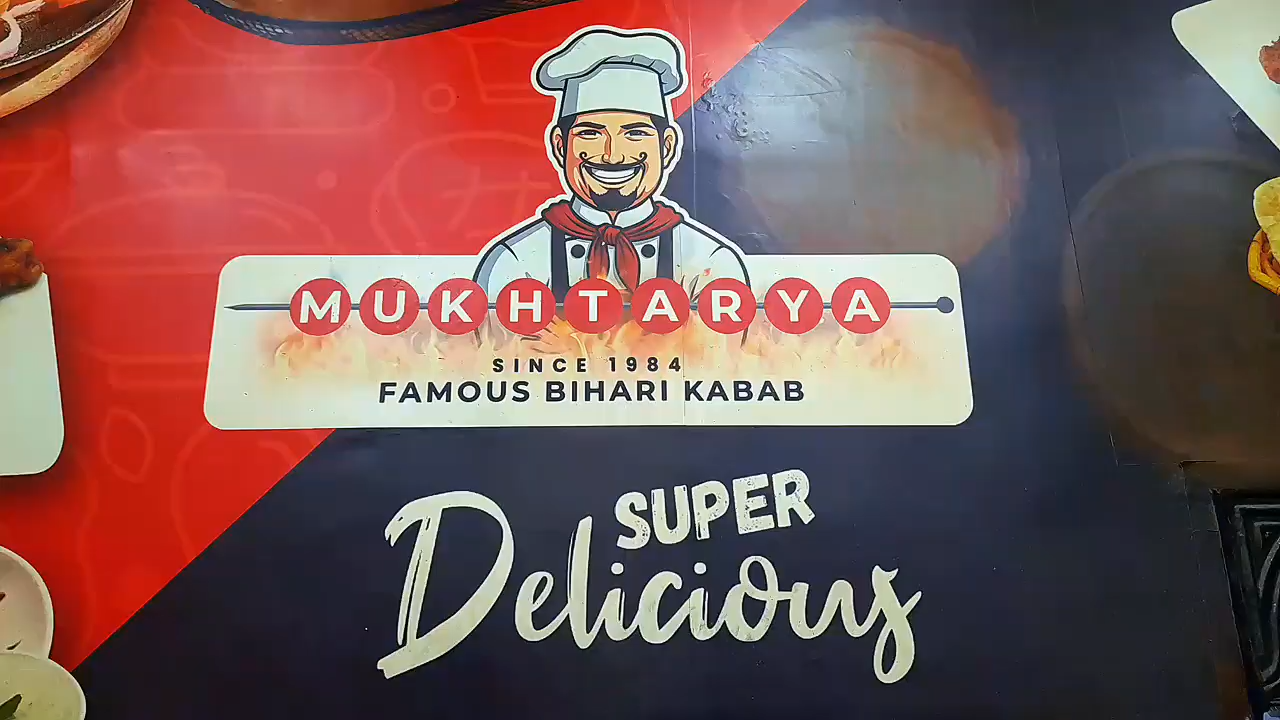 MUKHTARYA
SINCE 1984
FAMOUS BIHARI KABAB
SUPER
Delicious